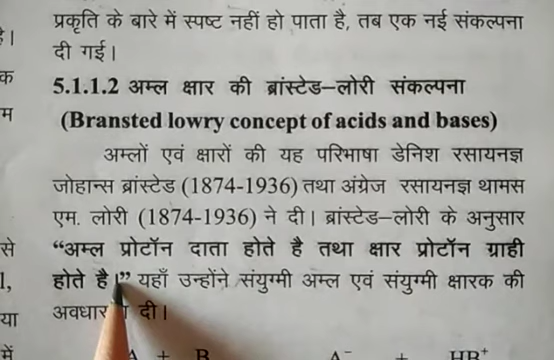 प्रकृति के बारे में स्पष्ट नहीं हो पाता है, तब एक नई संकल्पना
है।
दी गई।
क
5.1.1.2 अम्ल क्षार की ब्रांस्टेड–लोरी संकल्पना
म
(Bransted lowry concept of acids and bases)
अम्लों एवं क्षारों की यह परिभाषा डेनिश रसायनज्ञ
जोहान्स ब्रांस्टेड (1874-1936) तथा अंग्रेज रसायनज्ञ थामस
एम. लोरी (1874-1936) ने दी। ब्रांस्टेड–लोरी के अनुसार
से
“अम्ल प्रोटॉन दाता होते है तथा क्षार प्रोटॉन ग्राही
होते है।” यहाँ उन्होंने संयुग्मी अम्ल एवं संयुग्मी क्षारक की
या
दी।
में
A + B A⁻ + HB⁺